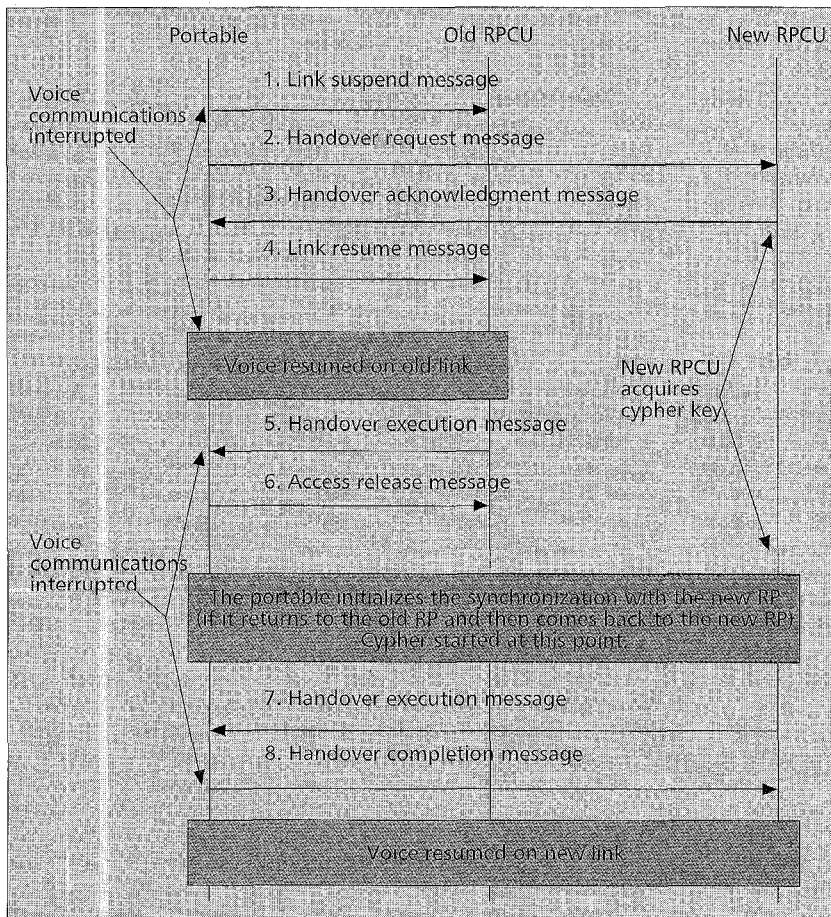 Portable
Old RPCU
New RPCU
1. Link suspend message
Voice
communications
interrupted
2. Handover request message
3. Handover acknowledgment message
4. Link resume message
Voice resumed on old link
New RPCU
acquires
cypher key
5. Handover execution message
6. Access release message
Voice
communications
interrupted
The portable initializes the synchronization with the new RP
(if it returns to the old RP and then comes back to the new RP)
Cypher started at this point.
7. Handover execution message
8. Handover completion message
Voice resumed on new link